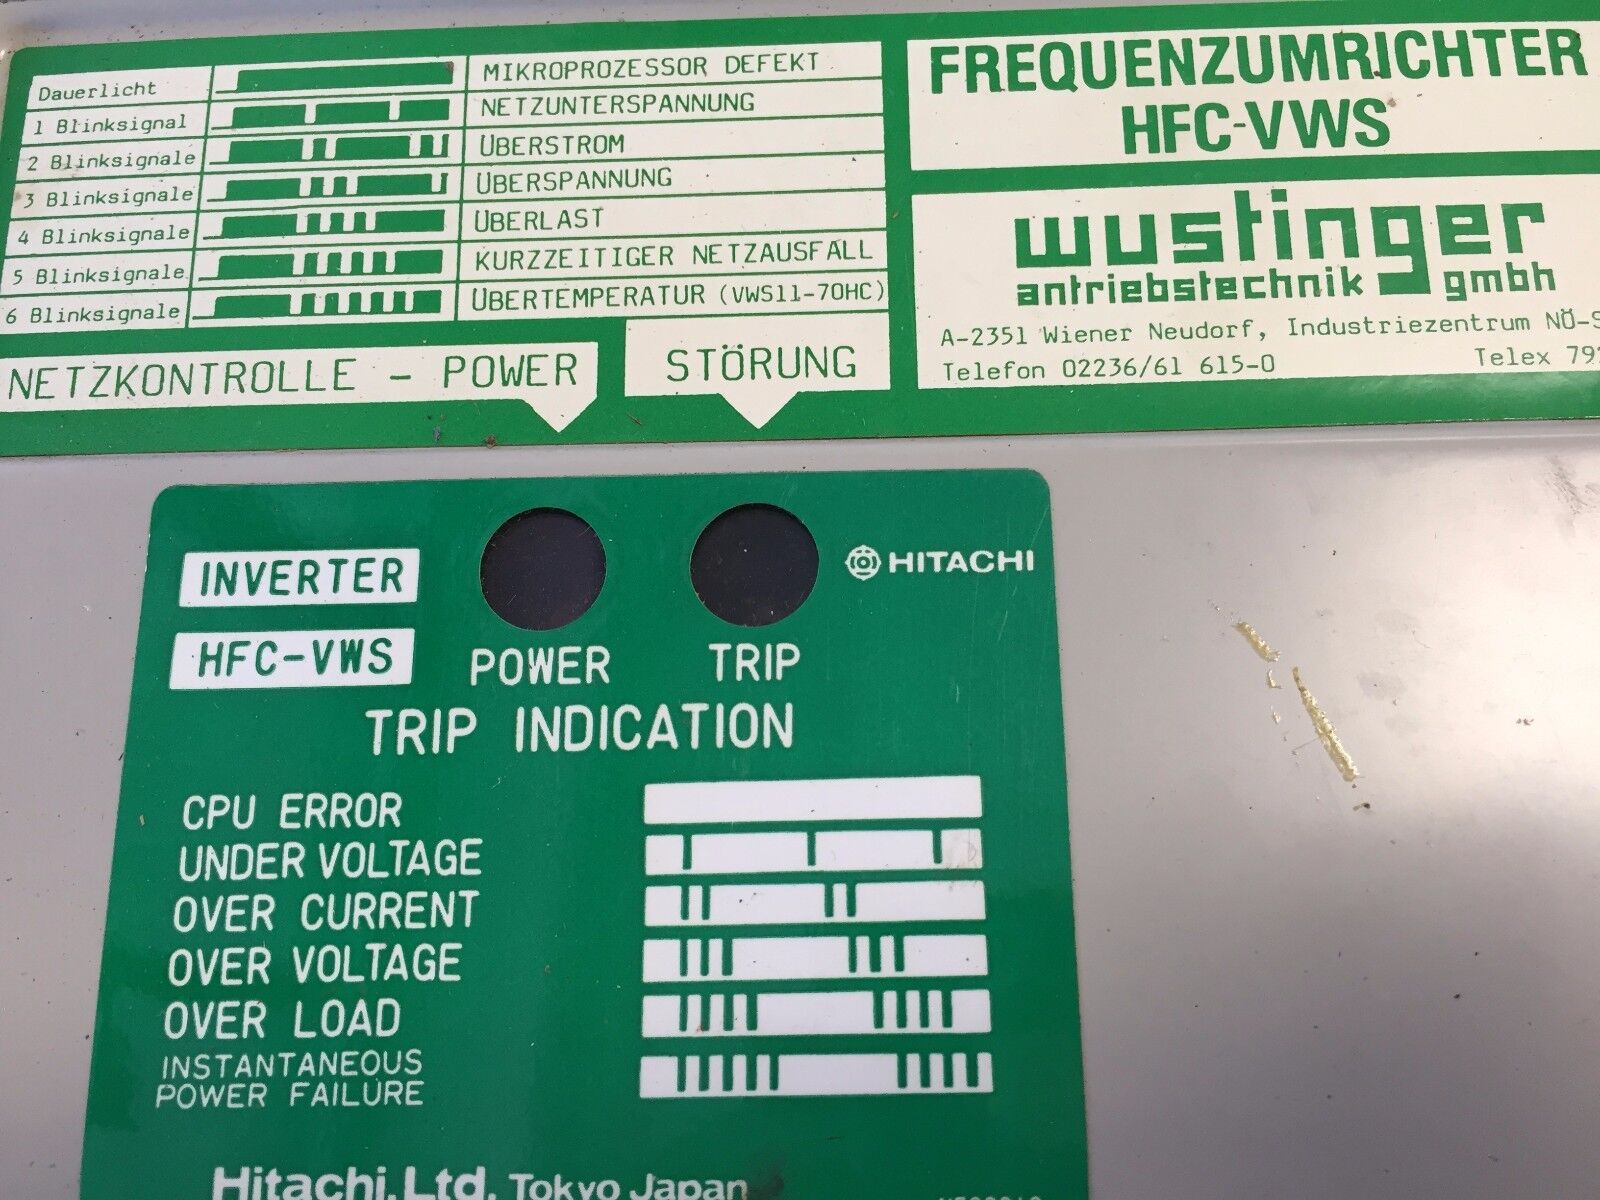 Dauerlicht MIKROPROZESSOR DEFEKT
1 Blinksignal NETZUNTERSPANNUNG
2 Blinksignale ÜBERSTROM
3 Blinksignale ÜBERSPANNUNG
4 Blinksignale ÜBERLAST
5 Blinksignale KURZZEITIGER NETZAUSFALL
6 Blinksignale ÜBERTEMPERATUR (VWS11-70HC)
NETZKONTROLLE - POWER
STÖRUNG
FREQUENZUMRICHTER
HFC-VWS
wustinger
antriebstechnik gmbh
A-2351 Wiener Neudorf, Industriezentrum NÖ-S
Telefon 02236/61 615-0 Telex 79
INVERTER
HFC-VWS
POWER
TRIP
HITACHI
TRIP INDICATION
CPU ERROR
UNDER VOLTAGE
OVER CURRENT
OVER VOLTAGE
OVER LOAD
INSTANTANEOUS
POWER FAILURE
Hitachi, Ltd. Tokyo Japan